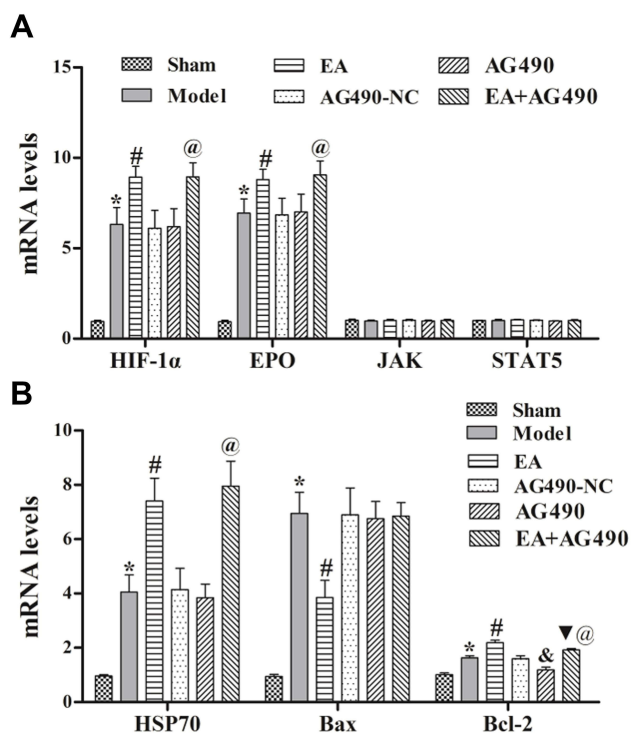 A
Sham
Model
EA
AG490-NC
AG490
EA+AG490
mRNA levels
15
10
5
0
* # @
* # @
HIF-1α EPO JAK STAT5
B
Sham
Model
EA
AG490-NC
AG490
EA+AG490
mRNA levels
10
8
6
4
2
0
* # @
* #
* # & ▼ @
HSP70 Bax Bcl-2